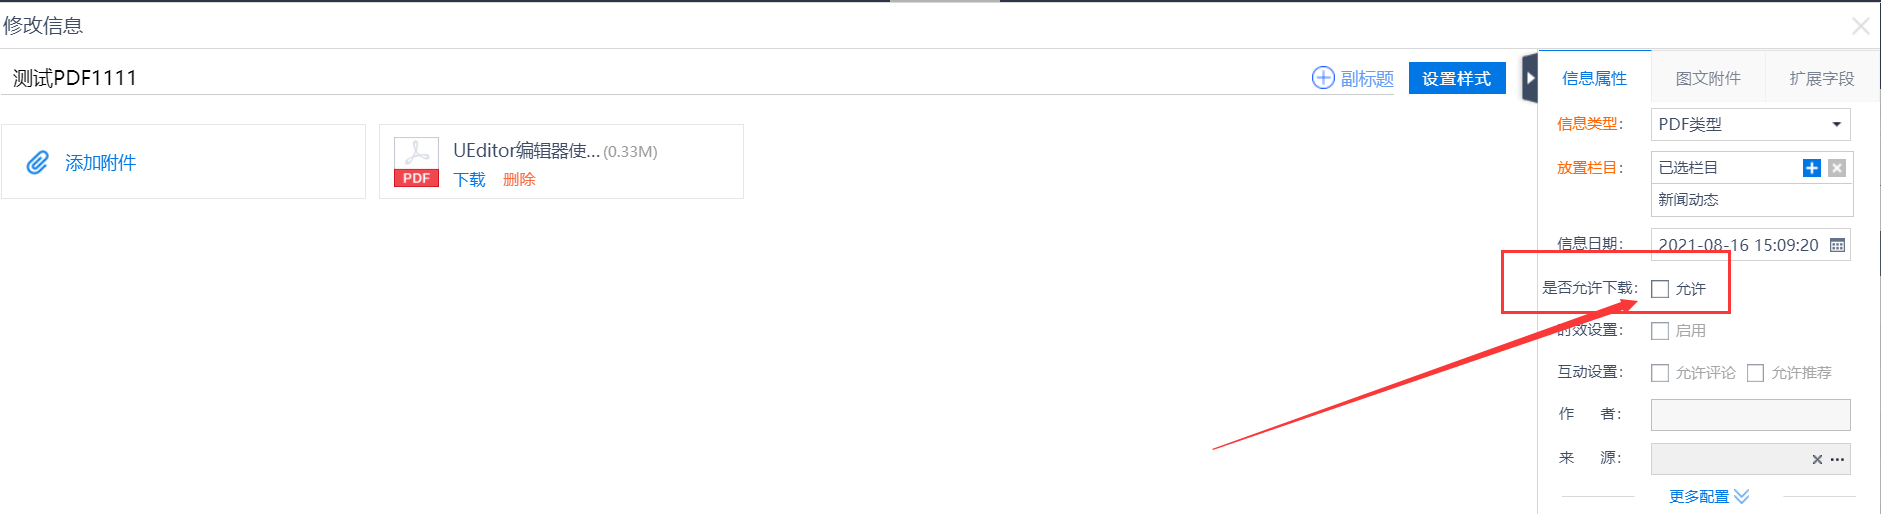 修改信息
测试PDF1111
副标题
设置样式
添加附件
PDF
UEditor编辑器使...(0.33M)
下载 删除
信息属性 图文附件 扩展字段
信息类型: PDF类型
放置栏目: 已选栏目
新闻动态
信息日期: 2021-08-16 15:09:20
是否允许下载: 允许
时效设置: 启用
互动设置: 允许评论 允许推荐
作 者:
来 源:
更多配置